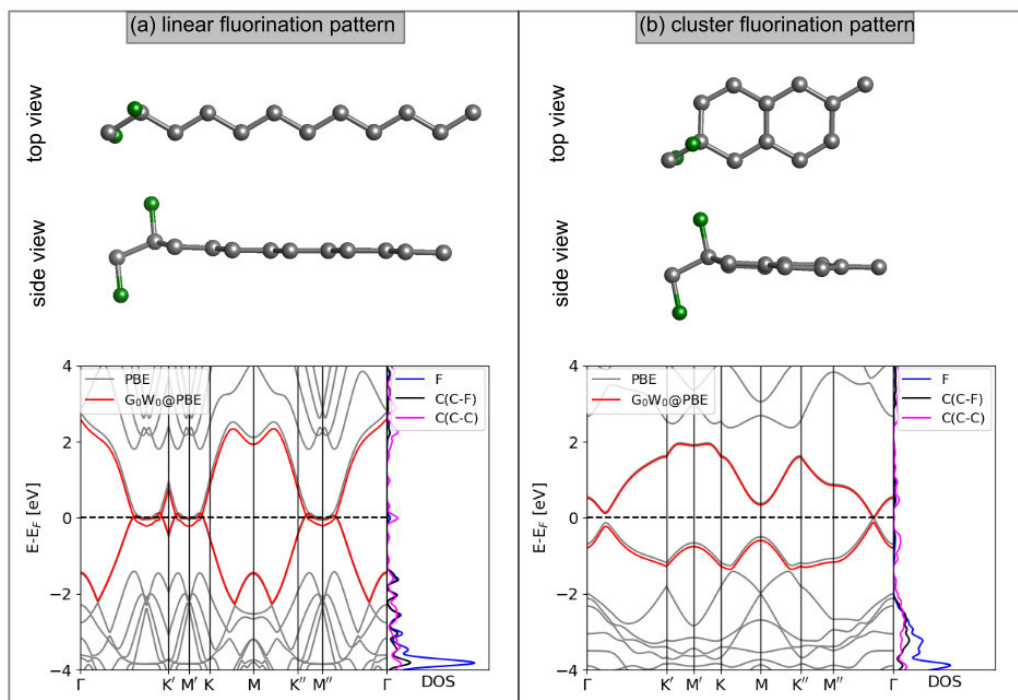 (a) linear fluorination pattern
top view
side view
4
2
0
−2
−4
E-E_F [eV]
PBE
G₀W₀@PBE
F
C(C-F)
C(C-C)
Γ K′ M′ K M K″ M″ Γ DOS
(b) cluster fluorination pattern
top view
side view
4
2
0
−2
−4
E-E_F [eV]
PBE
G₀W₀@PBE
F
C(C-F)
C(C-C)
Γ K′ M′ K M K″ M″ Γ DOS